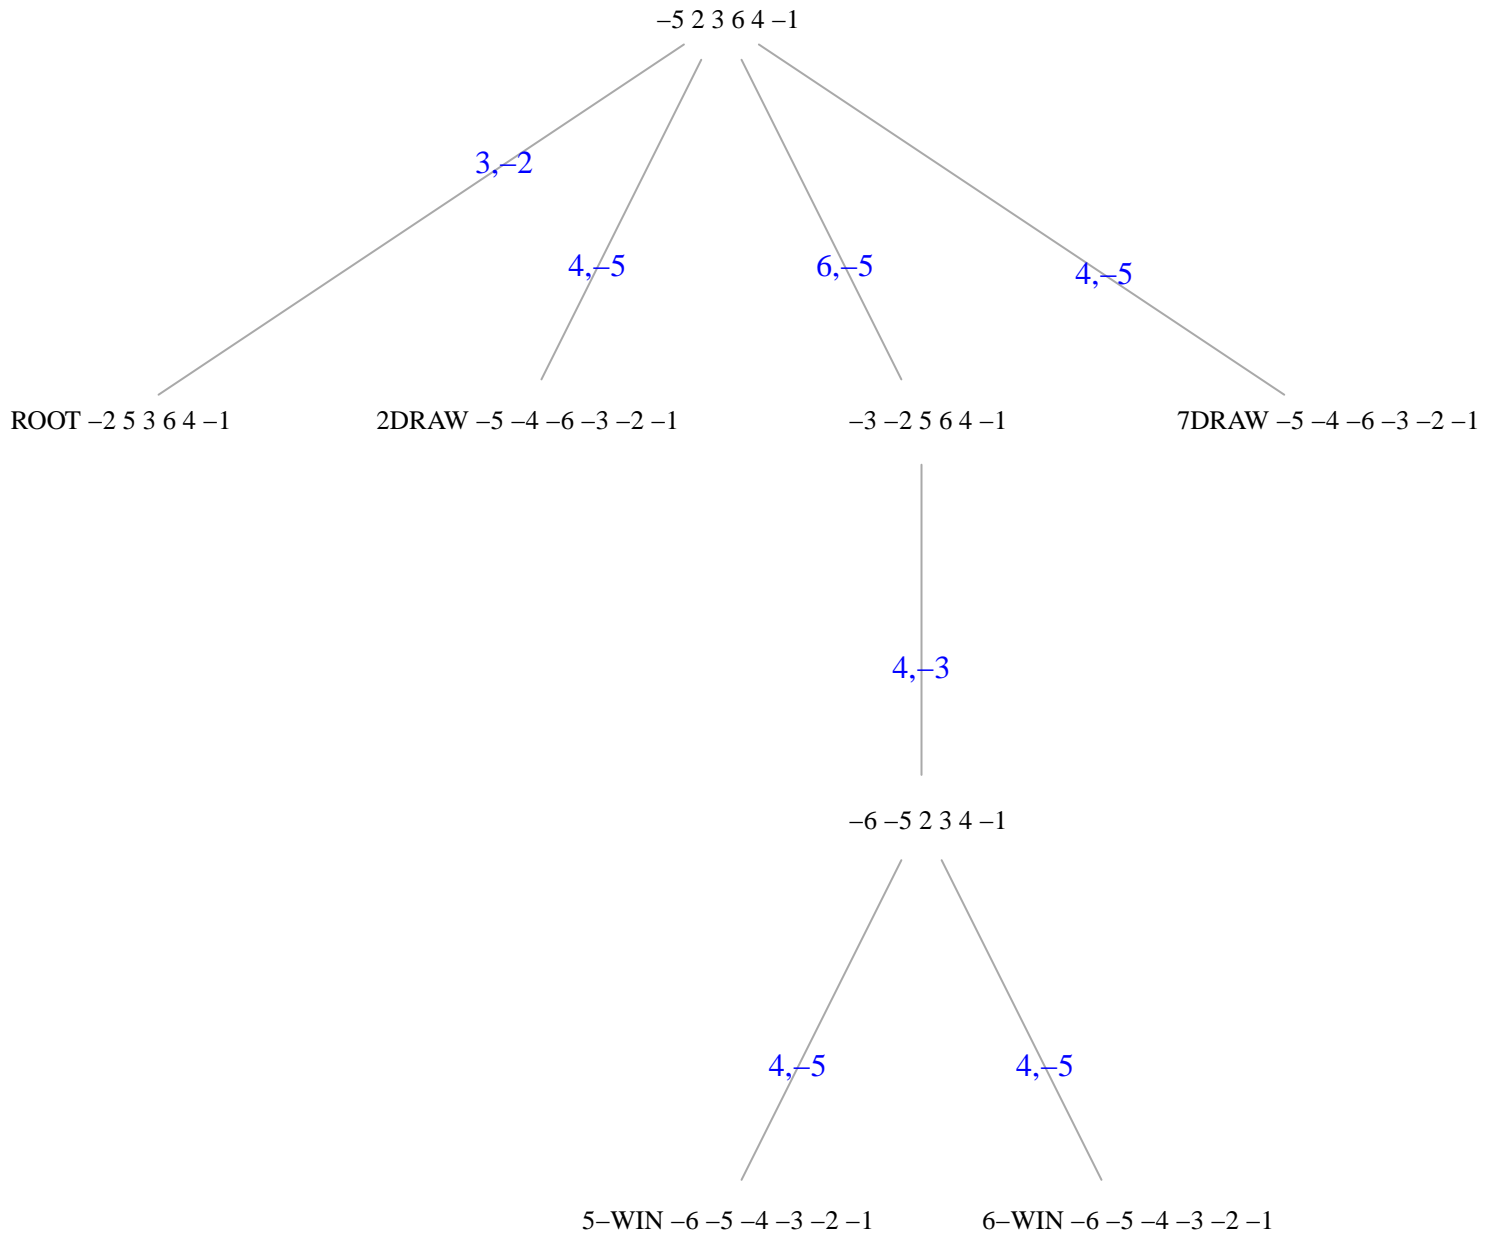 –5 2 3 6 4 –1
3,–2
4,–5
6,–5
4,–5
ROOT –2 5 3 6 4 –1
2DRAW –5 –4 –6 –3 –2 –1
–3 –2 5 6 4 –1
7DRAW –5 –4 –6 –3 –2 –1
4,–3
–6 –5 2 3 4 –1
4,–5
4,–5
5–WIN –6 –5 –4 –3 –2 –1
6–WIN –6 –5 –4 –3 –2 –1